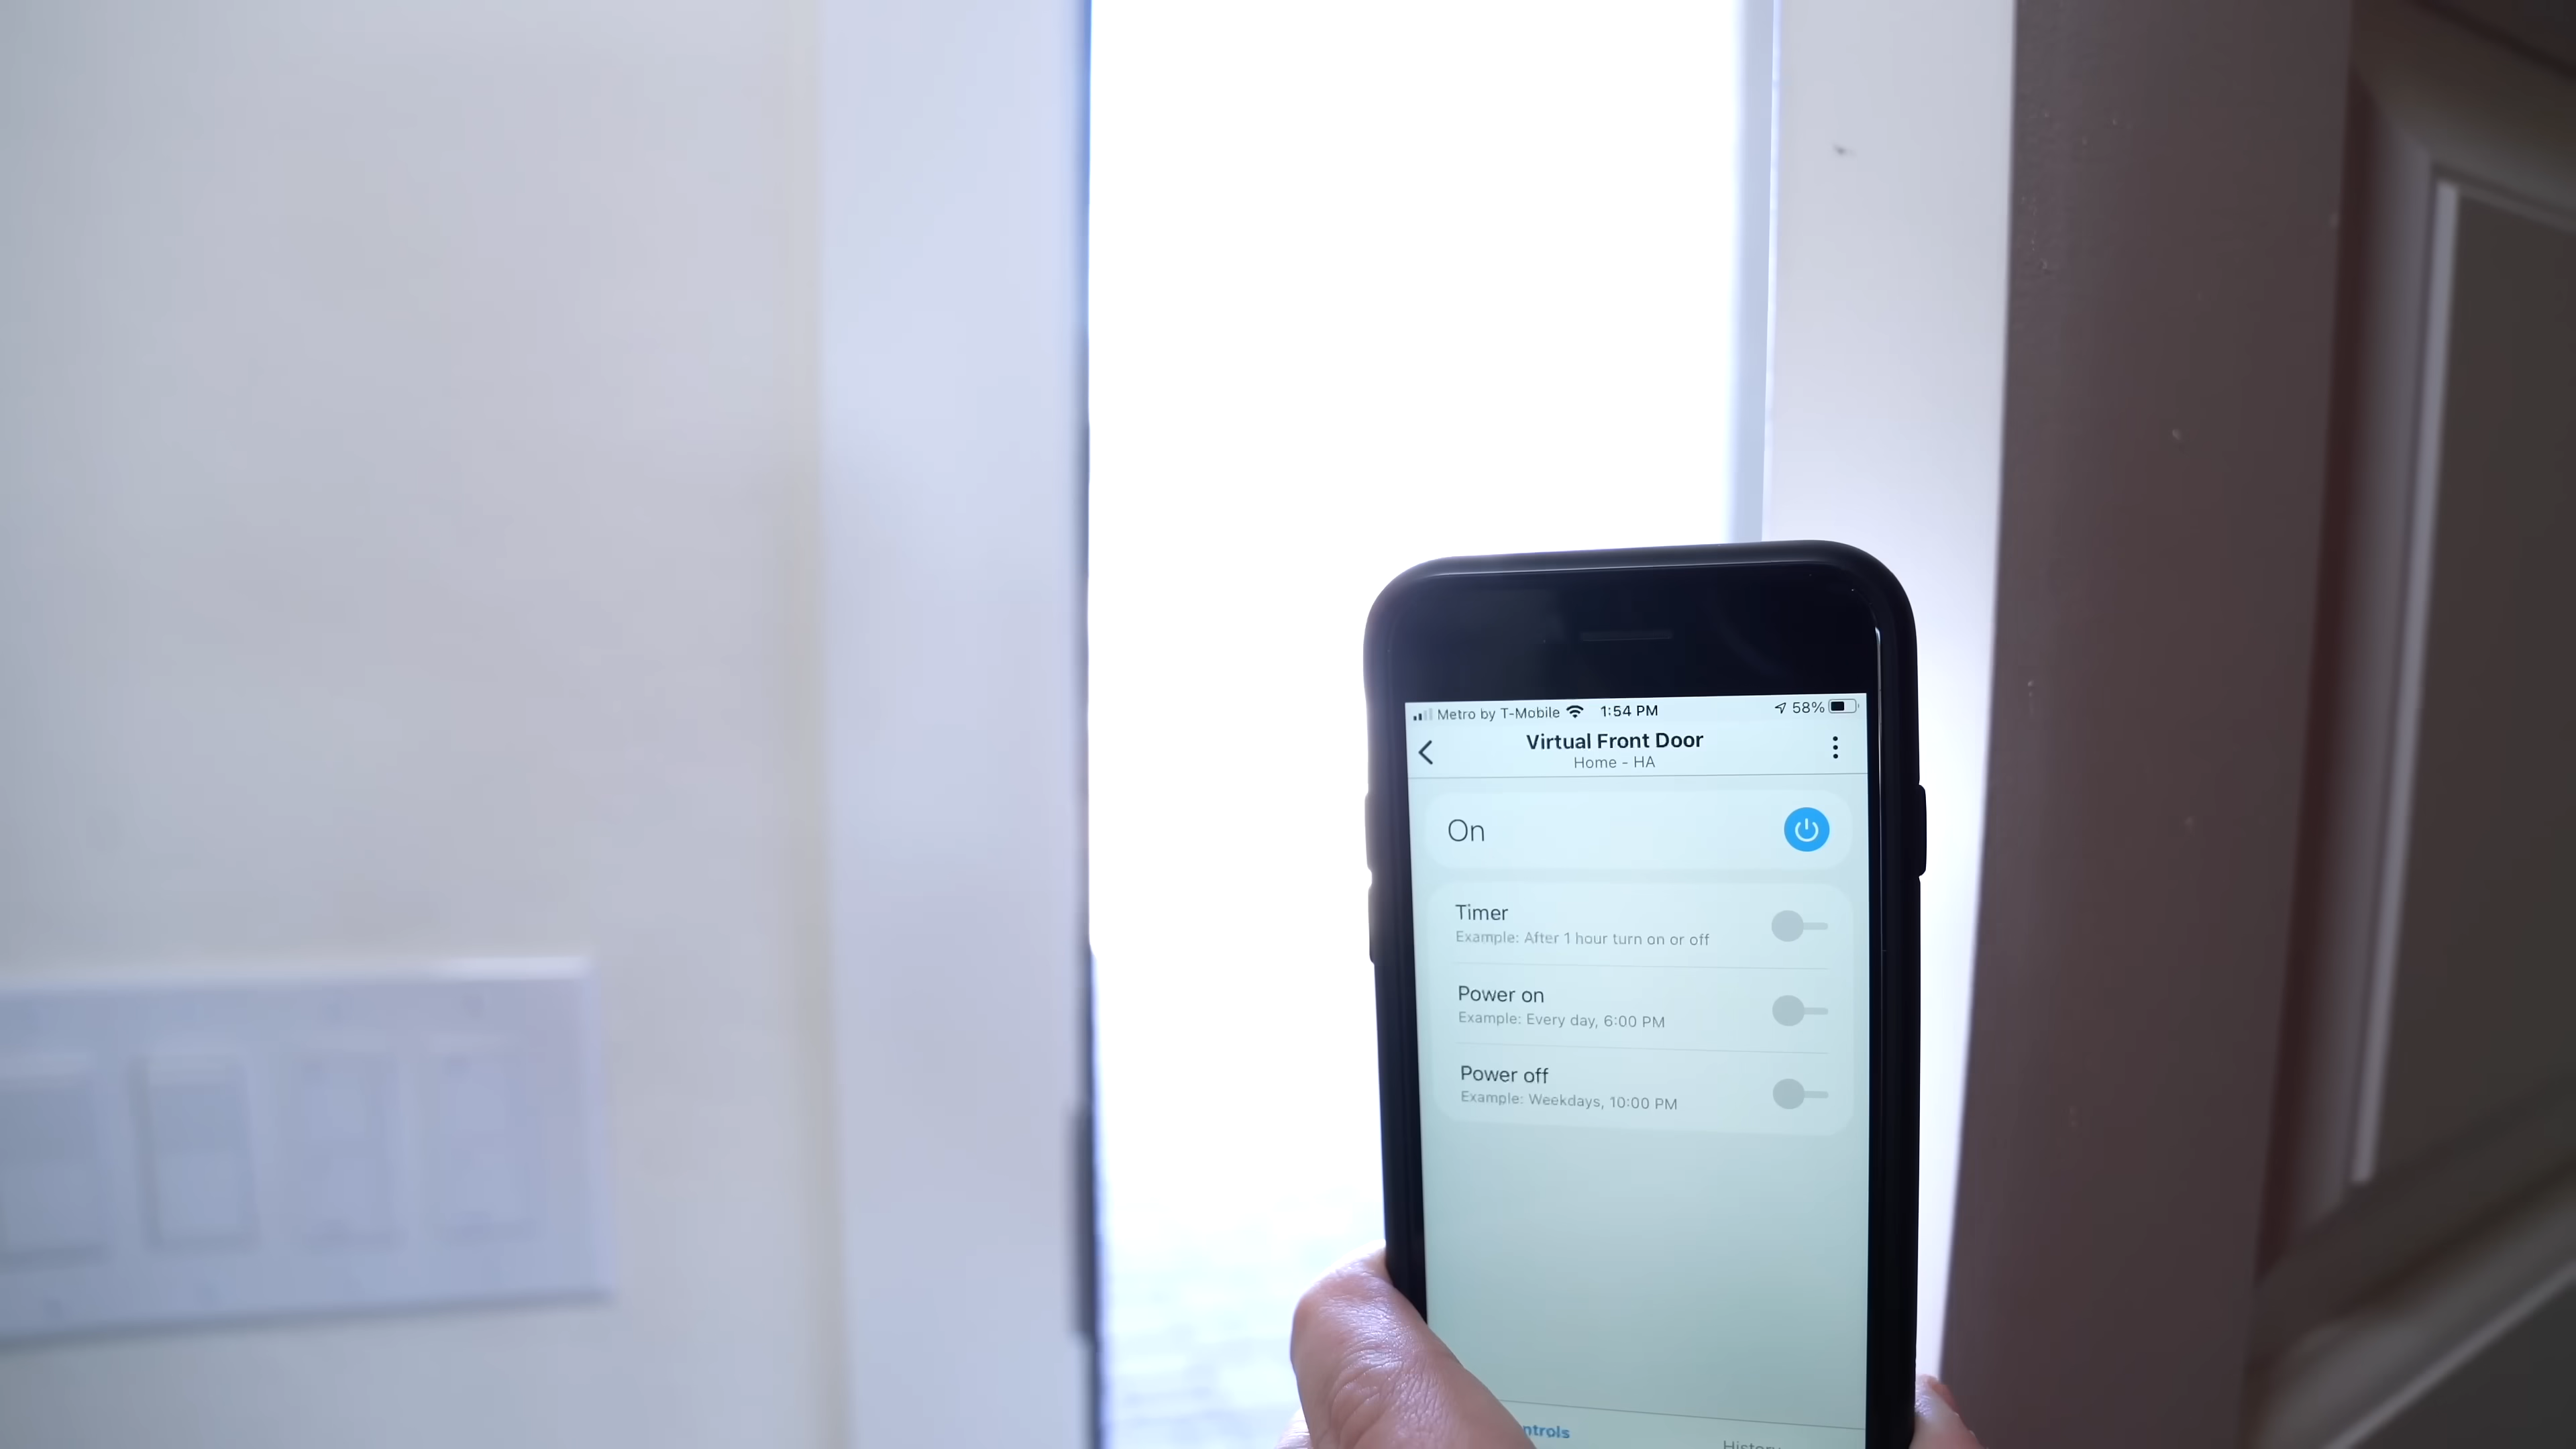 Metro by T-Mobile 1:54 PM 58%
Virtual Front Door
Home - HA
On
Timer
Example: After 1 hour turn on or off
Power on
Example: Every day, 6:00 PM
Power off
Example: Weekdays, 10:00 PM
ntrols Histor